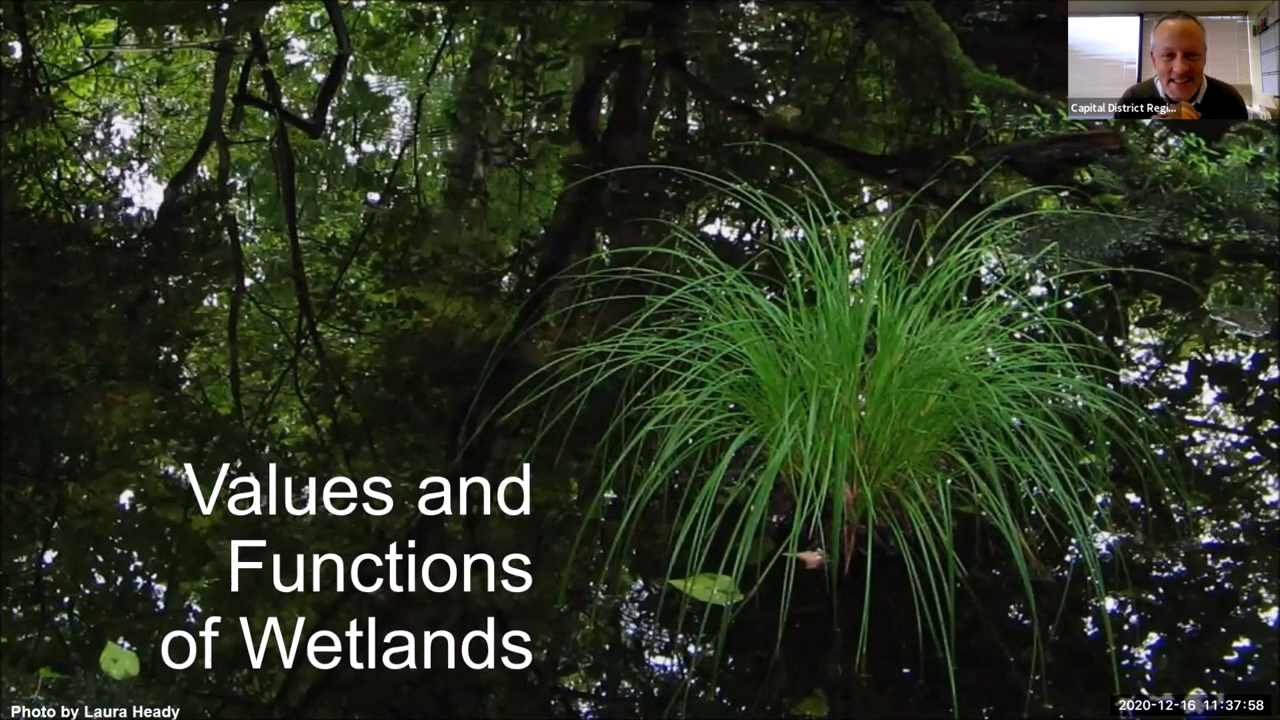 Capital District Regi...
Values and
Functions
of Wetlands
Photo by Laura Heady
2020-12-16 11:37:58